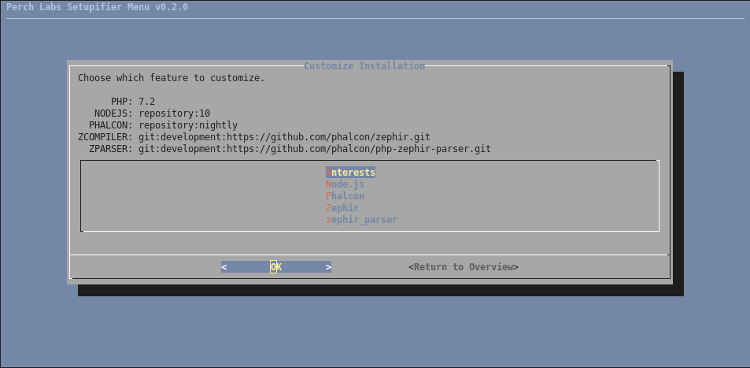 Perch Labs Setupifier Menu v0.2.0
Customize Installation
Choose which feature to customize.
PHP: 7.2
NODEJS: repository:10
PHALCON: repository:nightly
ZCOMPILER: git:development:https://github.com/phalcon/zephir.git
ZPARSER: git:development:https://github.com/phalcon/php-zephir-parser.git
Interests
Node.js
Phalcon
Zephir
zephir_parser
< OK > <Return to Overview>